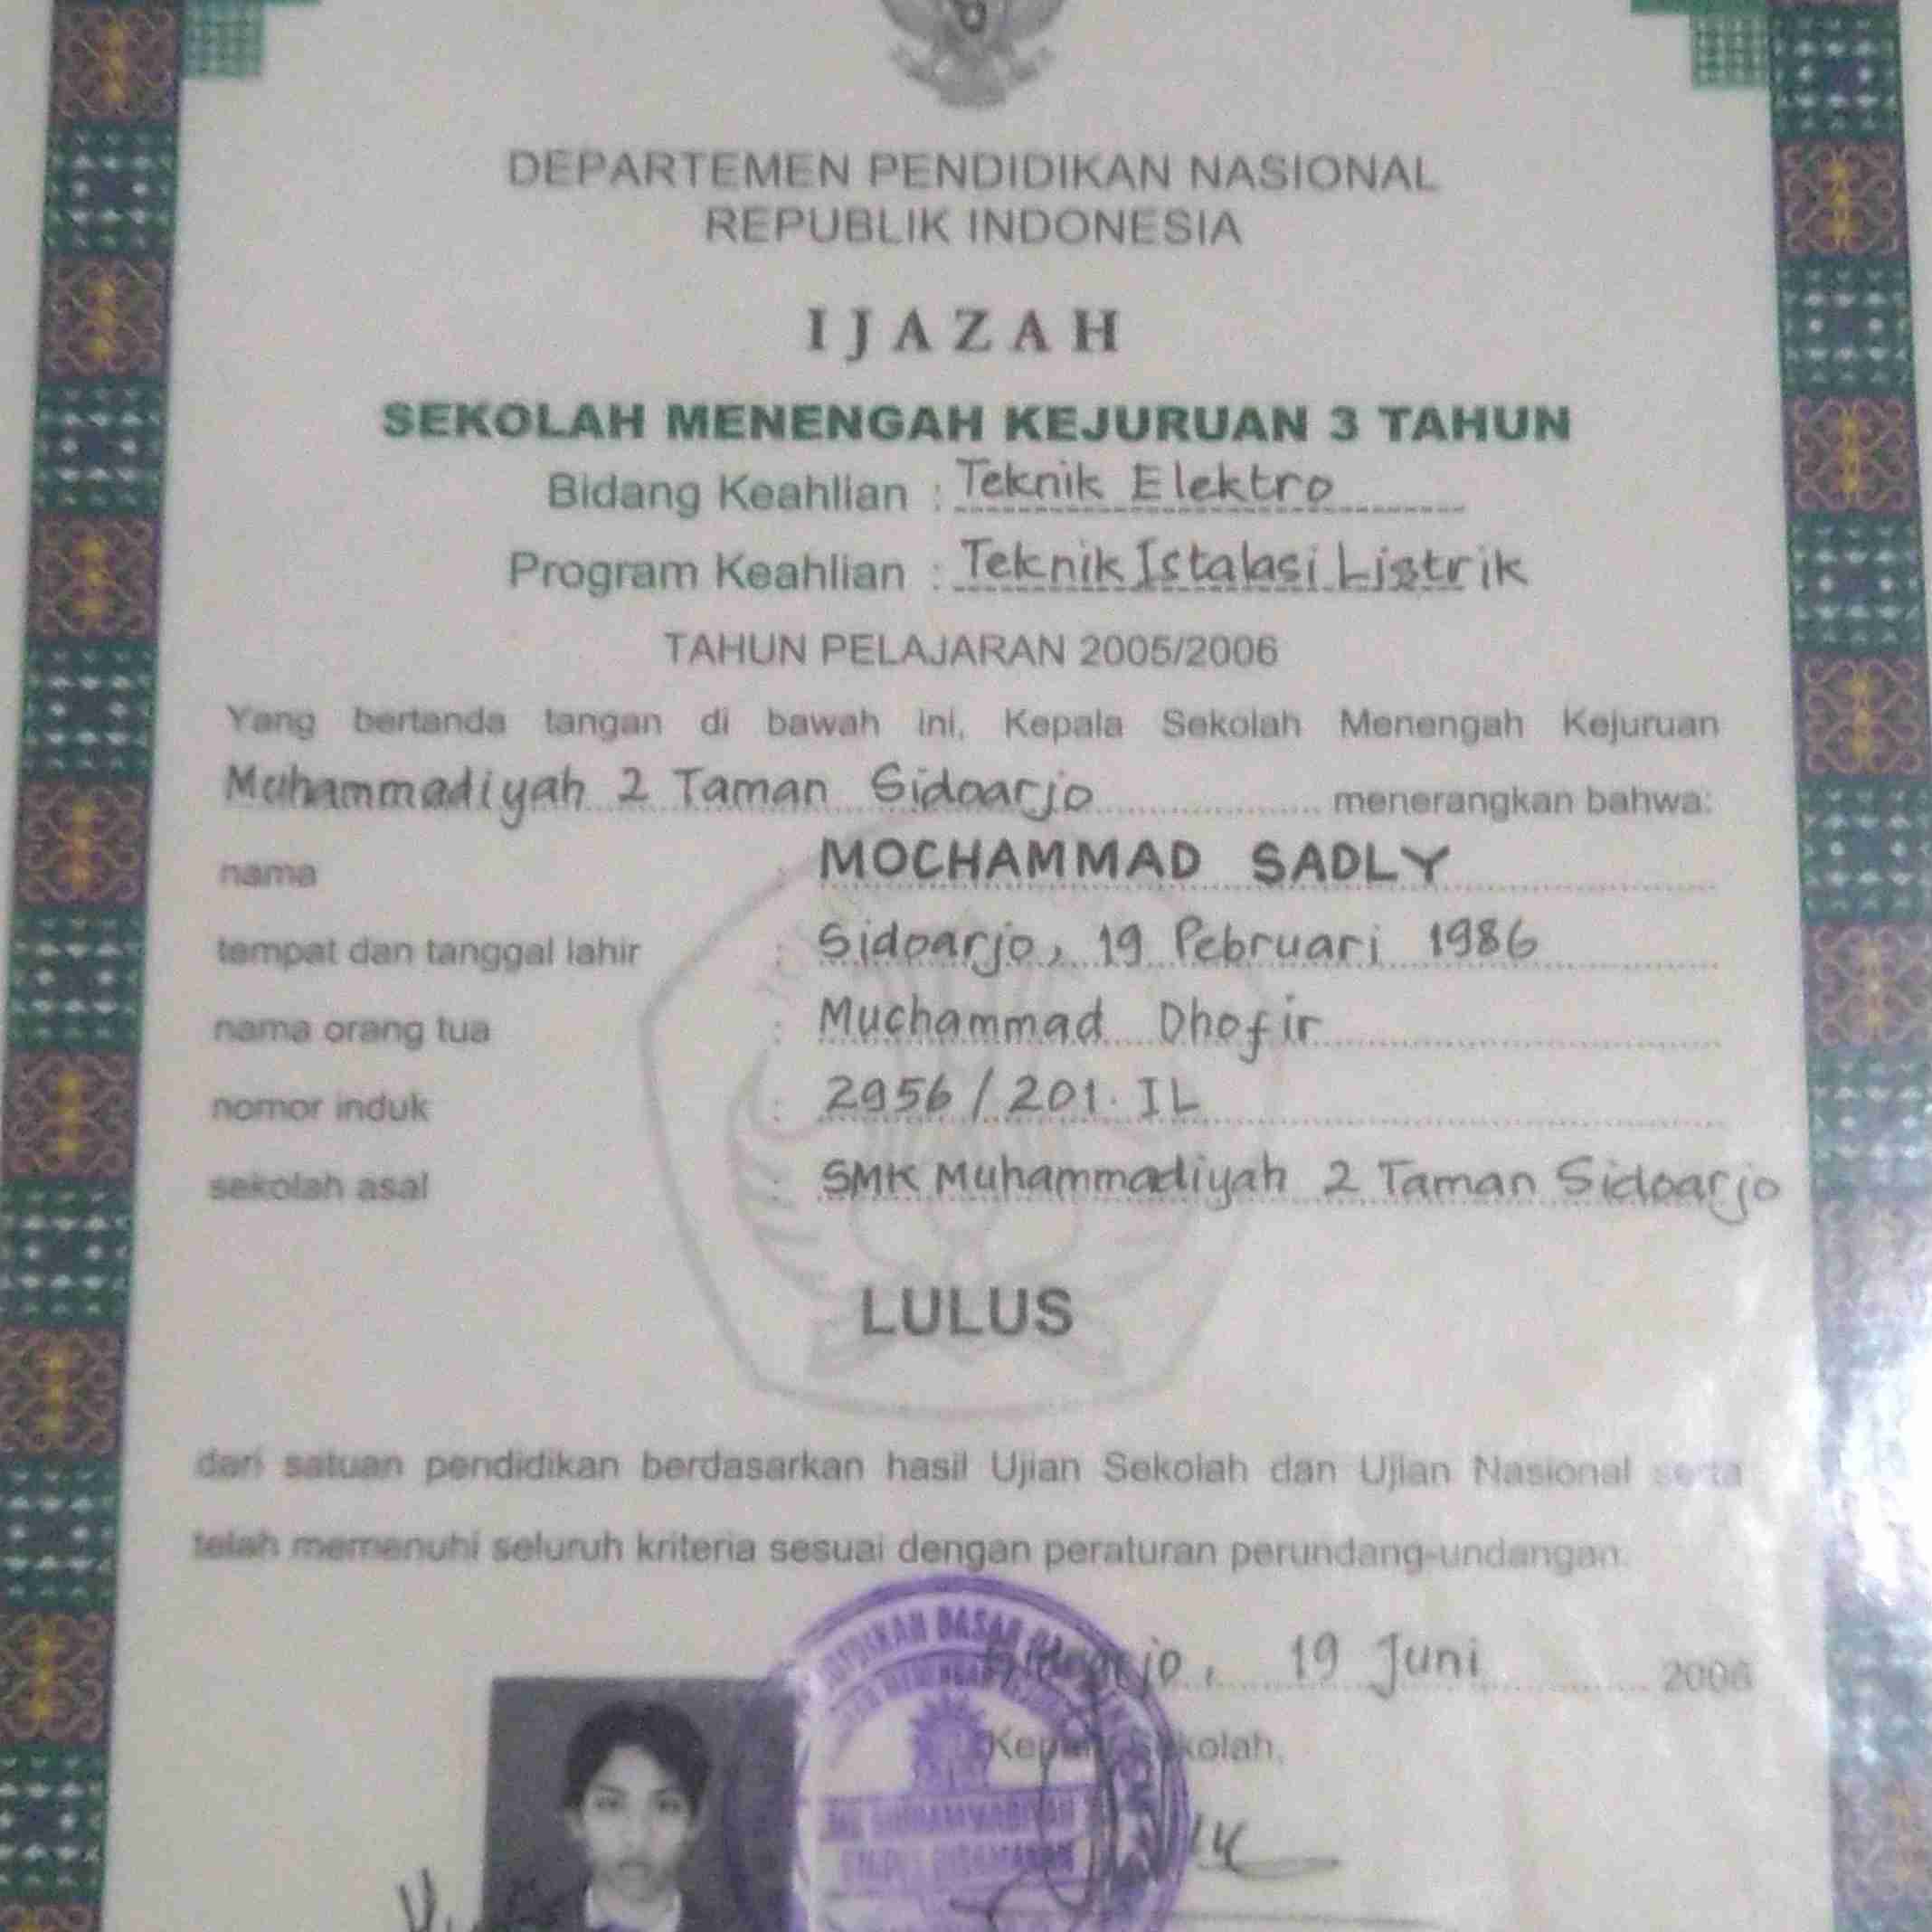 DEPARTEMEN PENDIDIKAN NASIONAL
REPUBLIK INDONESIA
IJAZAH
SEKOLAH MENENGAH KEJURUAN 3 TAHUN
Bidang Keahlian : Teknik Elektro
Program Keahlian : Teknik Istalasi Listrik
TAHUN PELAJARAN 2005/2006
Yang bertanda tangan di bawah ini, Kepala Sekolah Menengah Kejuruan
Muhammadiyah 2 Taman Sidoarjo menerangkan bahwa:
nama : MOCHAMMAD SADLY
tempat dan tanggal lahir : Sidoarjo, 19 Pebruari 1986
nama orang tua : Muchammad Dhofir
nomor induk : 2956 / 201. IL
sekolah asal : SMK Muhammadiyah 2 Taman Sidoarjo
LULUS
dari satuan pendidikan berdasarkan hasil Ujian Sekolah dan Ujian Nasional serta
telah memenuhi seluruh kriteria sesuai dengan peraturan perundang-undangan.
Sidoarjo, 19 Juni 2006
Kepala Sekolah,